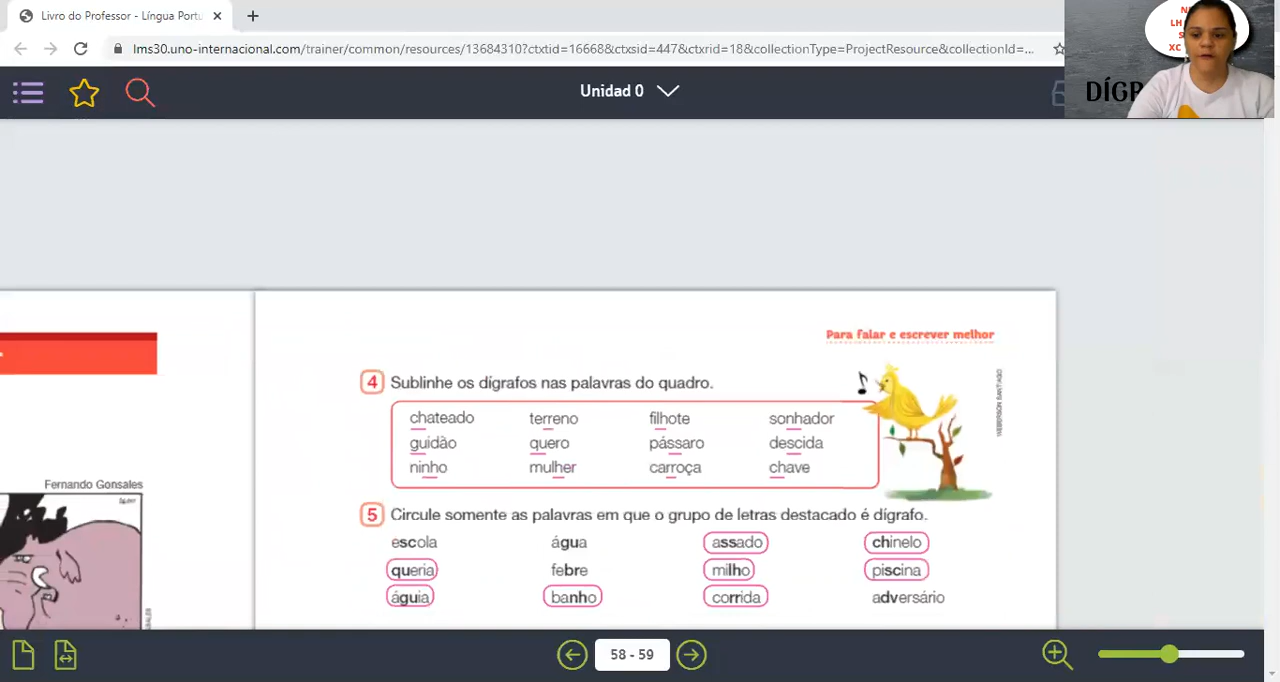 Livro do Professor - Língua Portu
lms30.uno-internacional.com/trainer/common/resources/13684310?ctxtid=16668&ctxsid=447&ctxrid=18&collectionType=ProjectResource&collectionId=...
Unidad 0
LH
XC
DÍGR
Para falar e escrever melhor
4 Sublinhe os dígrafos nas palavras do quadro.
chateado terreno filhote sonhador
guidão quero pássaro descida
ninho mulher carroça chave
WEBERSON SANTIAGO
Fernando Gonsales
5 Circule somente as palavras em que o grupo de letras destacado é dígrafo.
escola água assado chinelo
queria febre milho piscina
águia banho corrida adversário
58 - 59